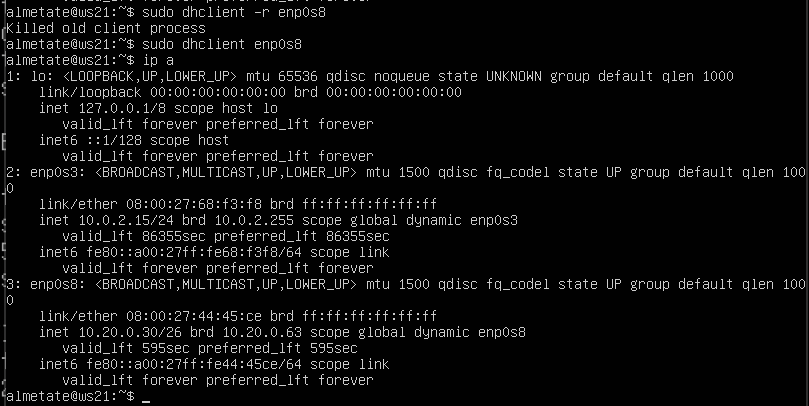 almetate@ws21:~$ sudo dhclient -r enp0s8
Killed old client process
almetate@ws21:~$ sudo dhclient enp0s8
almetate@ws21:~$ ip a
1: lo: <LOOPBACK,UP,LOWER_UP> mtu 65536 qdisc noqueue state UNKNOWN group default qlen 1000
    link/loopback 00:00:00:00:00:00 brd 00:00:00:00:00:00
    inet 127.0.0.1/8 scope host lo
       valid_lft forever preferred_lft forever
    inet6 ::1/128 scope host
       valid_lft forever preferred_lft forever
2: enp0s3: <BROADCAST,MULTICAST,UP,LOWER_UP> mtu 1500 qdisc fq_codel state UP group default qlen 100
0
    link/ether 08:00:27:68:f3:f8 brd ff:ff:ff:ff:ff:ff
    inet 10.0.2.15/24 brd 10.0.2.255 scope global dynamic enp0s3
       valid_lft 86355sec preferred_lft 86355sec
    inet6 fe80::a00:27ff:fe68:f3f8/64 scope link
       valid_lft forever preferred_lft forever
3: enp0s8: <BROADCAST,MULTICAST,UP,LOWER_UP> mtu 1500 qdisc fq_codel state UP group default qlen 100
0
    link/ether 08:00:27:44:45:ce brd ff:ff:ff:ff:ff:ff
    inet 10.20.0.30/26 brd 10.20.0.63 scope global dynamic enp0s8
       valid_lft 595sec preferred_lft 595sec
    inet6 fe80::a00:27ff:fe44:45ce/64 scope link
       valid_lft forever preferred_lft forever
almetate@ws21:~$ _